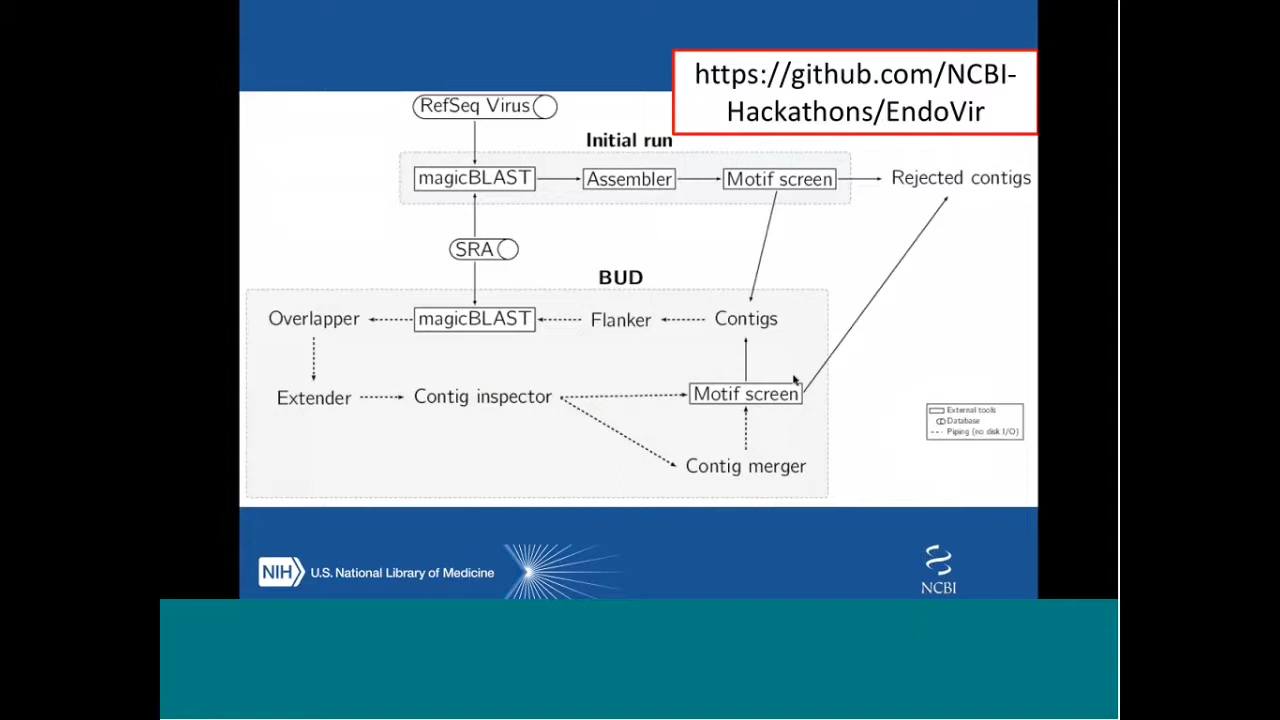 https://github.com/NCBI-
Hackathons/EndoVir
RefSeq Virus
Initial run
magicBLAST
Assembler
Motif screen
Rejected contigs
SRA
BUD
Overlapper
magicBLAST
Flanker
Contigs
Extender
Contig inspector
Motif screen
Contig merger
External tools
Database
Piping (no disk I/O)
NIH
U.S. National Library of Medicine
NCBI